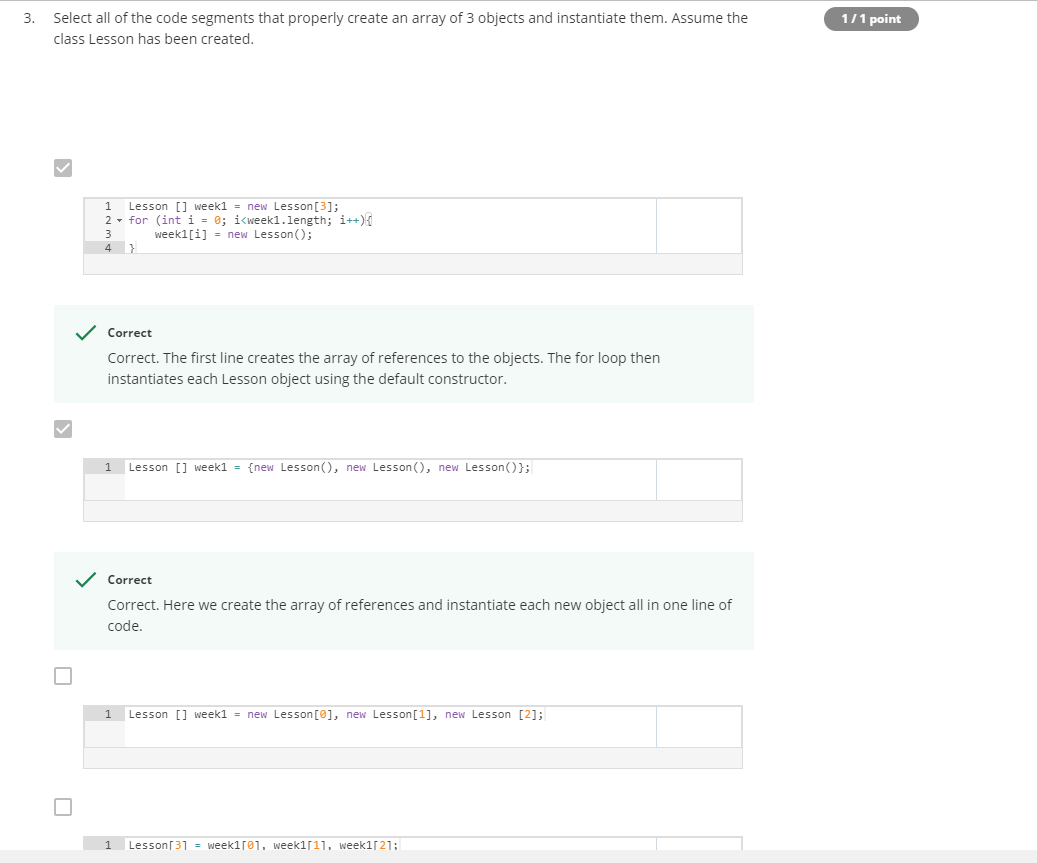 3. Select all of the code segments that properly create an array of 3 objects and instantiate them. Assume the
class Lesson has been created.
1 / 1 point
1 Lesson [] week1 = new Lesson[3];
2 for (int i = 0; i<week1.length; i++){
3 week1[i] = new Lesson();
4 }
Correct
Correct. The first line creates the array of references to the objects. The for loop then
instantiates each Lesson object using the default constructor.
1 Lesson [] week1 = {new Lesson(), new Lesson(), new Lesson()};
Correct
Correct. Here we create the array of references and instantiate each new object all in one line of
code.
1 Lesson [] week1 = new Lesson[0], new Lesson[1], new Lesson [2];
1 Lesson[3] = week1[0], week1[1], week1[2];